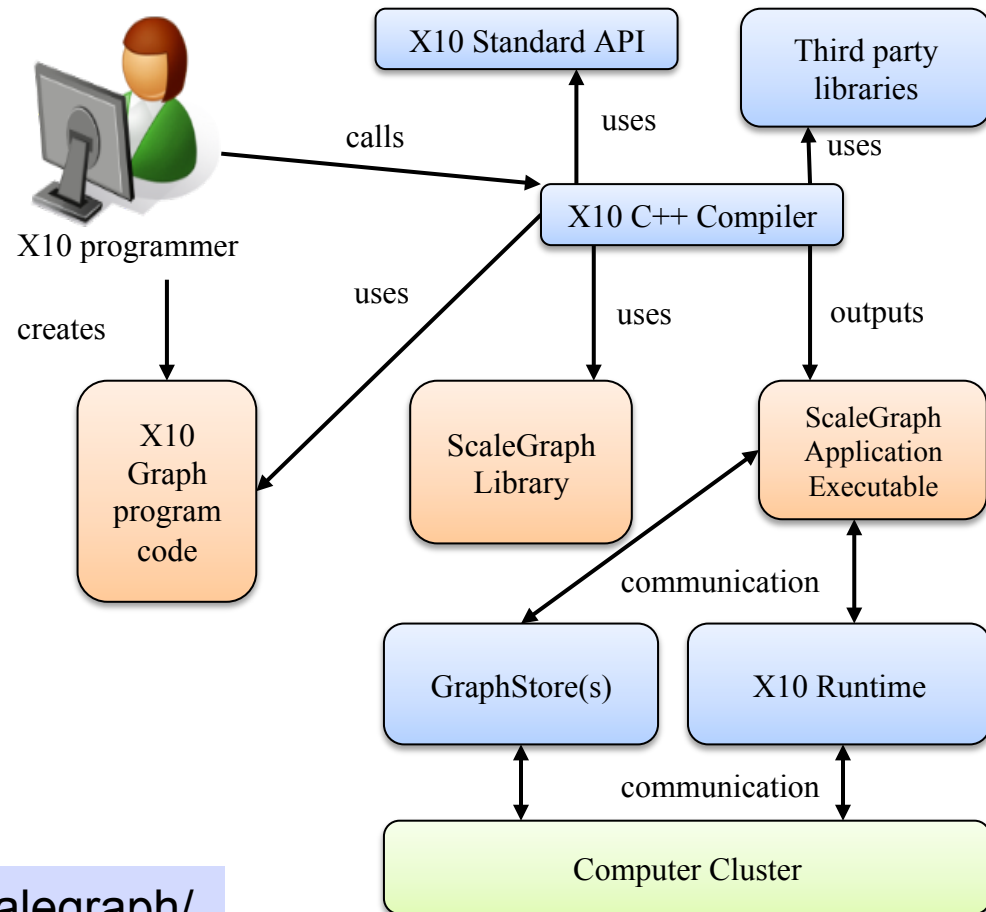 X10 Standard API
Third party
libraries
calls
uses
uses
X10 C++ Compiler
X10 programmer
creates
uses
uses
outputs
X10
Graph
program
code
ScaleGraph
Library
ScaleGraph
Application
Executable
communication
GraphStore(s)
X10 Runtime
communication
Computer Cluster
alegraph/